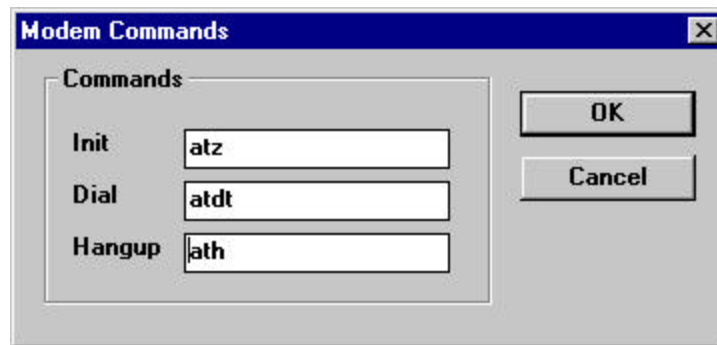 Modem Commands
Commands
Init atz
Dial atdt
Hangup ath
OK
Cancel